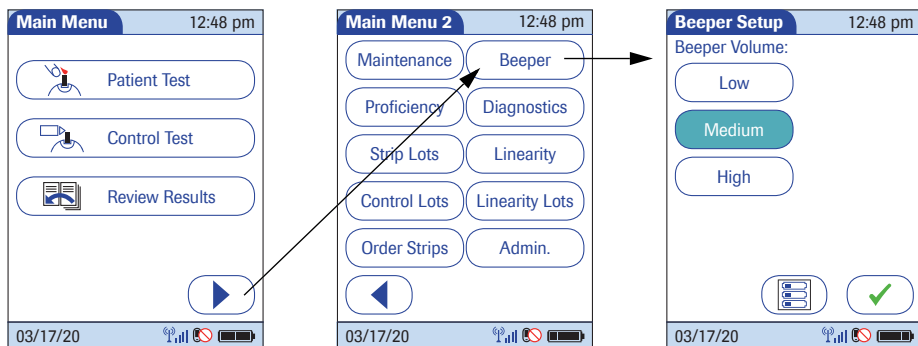 Main Menu 12:48 pm
Patient Test
Control Test
Review Results
03/17/20
Main Menu 2 12:48 pm
Maintenance Beeper
Proficiency Diagnostics
Strip Lots Linearity
Control Lots Linearity Lots
Order Strips Admin.
03/17/20
Beeper Setup 12:48 pm
Beeper Volume:
Low
Medium
High
03/17/20